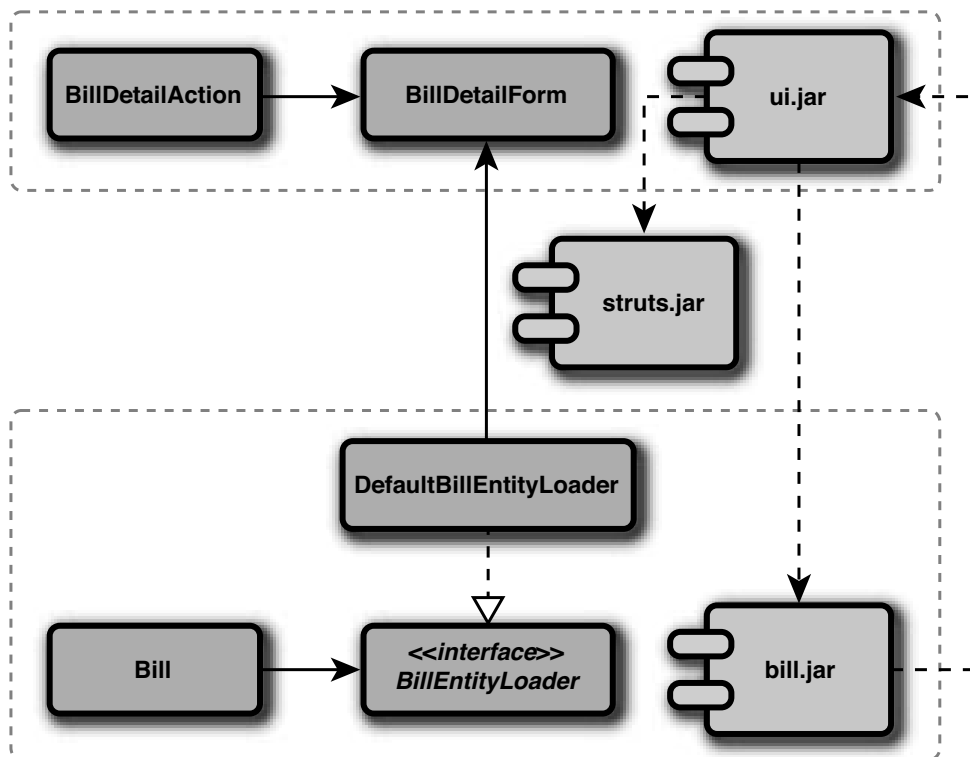 BillDetailAction
BillDetailForm
ui.jar
struts.jar
DefaultBillEntityLoader
Bill
<<interface>>
BillEntityLoader
bill.jar